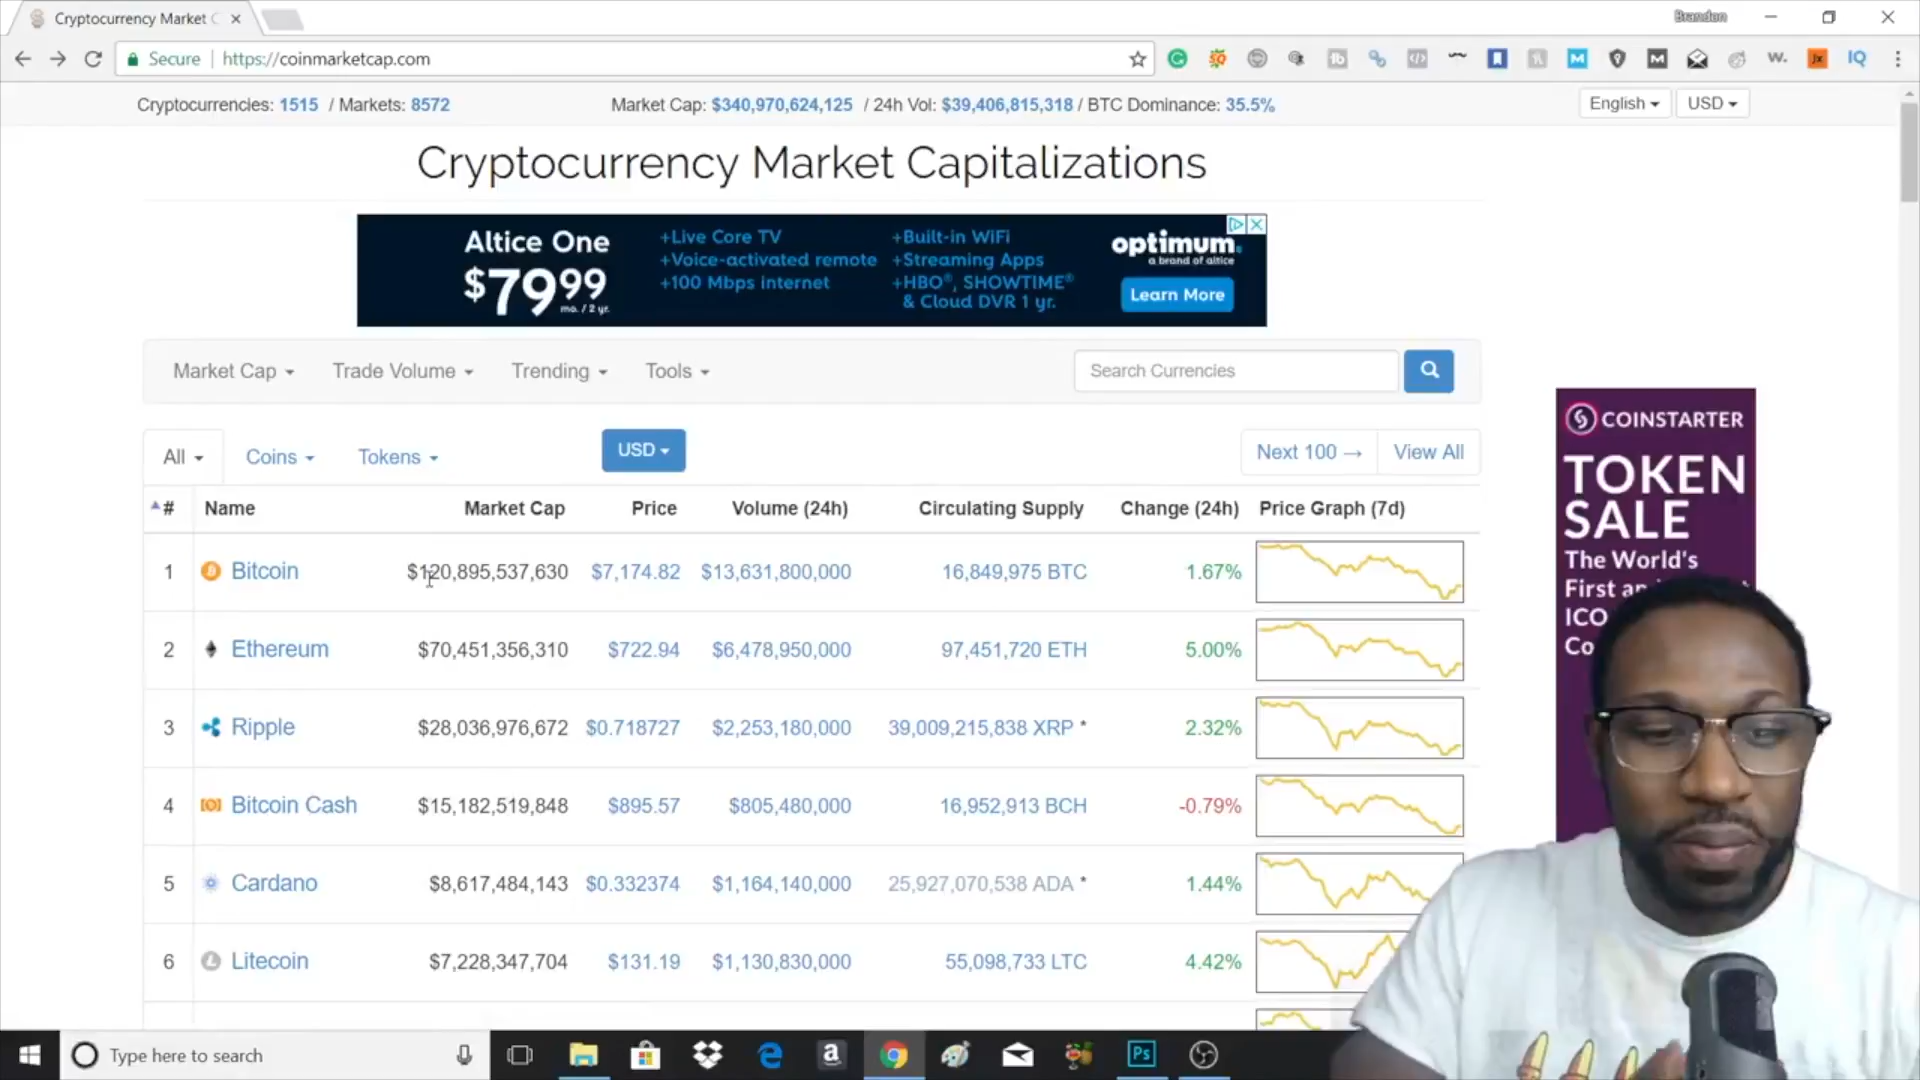 Cryptocurrency Market C
Brandon
Secure | https://coinmarketcap.com
Cryptocurrencies: 1515 / Markets: 8572
Market Cap: $340,970,624,125 / 24h Vol: $39,406,815,318 / BTC Dominance: 35.5%
English
USD
Cryptocurrency Market Capitalizations
Altice One
$79.99
mo. / 2 yr.
+Live Core TV
+Voice-activated remote
+100 Mbps internet
+Built-in WiFi
+Streaming Apps
+HBO®, SHOWTIME®
& Cloud DVR 1 yr.
optimum.
a brand of altice
Learn More
Market Cap
Trade Volume
Trending
Tools
Search Currencies
All
Coins
Tokens
USD
Next 100 →
View All
# Name Market Cap Price Volume (24h) Circulating Supply Change (24h) Price Graph (7d)
1 Bitcoin $120,895,537,630 $7,174.82 $13,631,800,000 16,849,975 BTC 1.67%
2 Ethereum $70,451,356,310 $722.94 $6,478,950,000 97,451,720 ETH 5.00%
3 Ripple $28,036,976,672 $0.718727 $2,253,180,000 39,009,215,838 XRP * 2.32%
4 Bitcoin Cash $15,182,519,848 $895.57 $805,480,000 16,952,913 BCH -0.79%
5 Cardano $8,617,484,143 $0.332374 $1,164,140,000 25,927,070,538 ADA * 1.44%
6 Litecoin $7,228,347,704 $131.19 $1,130,830,000 55,098,733 LTC 4.42%
COINSTARTER
TOKEN
SALE
The World's
First an
ICO
Co
Type here to search